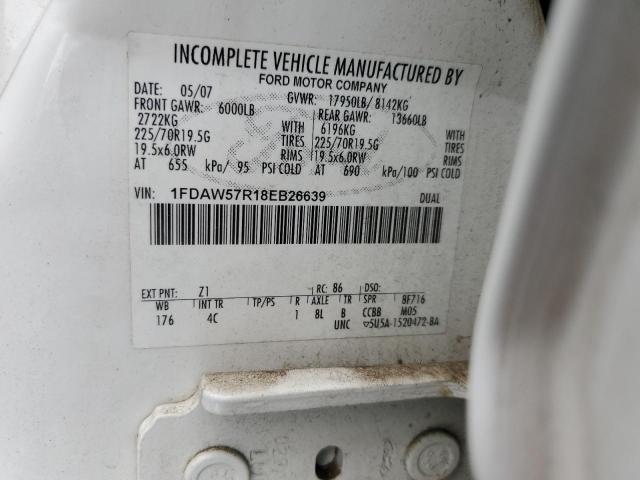 INCOMPLETE VEHICLE MANUFACTURED BY
FORD MOTOR COMPANY
DATE: 05/07 GVWR: 17950LB/ 8142KG
FRONT GAWR: 6000LB REAR GAWR: 13660LB
2722KG WITH 6196KG WITH
225/70R19.5G TIRES 225/70R19.5G TIRES
19.5x6.0RW RIMS 19.5x6.0RW RIMS
AT 655 kPa/ 95 PSI COLD AT 690 kPa/100 PSI COLD
VIN: 1FDAW57R18EB26639 DUAL
EXT PNT: Z1 RC: 86 DSO:
WB INT TR TP/PS R AXLE TR SPR 8F716
176 4C 1 8L B CCBB M05
UNC ▽5U5A-1520472-BA